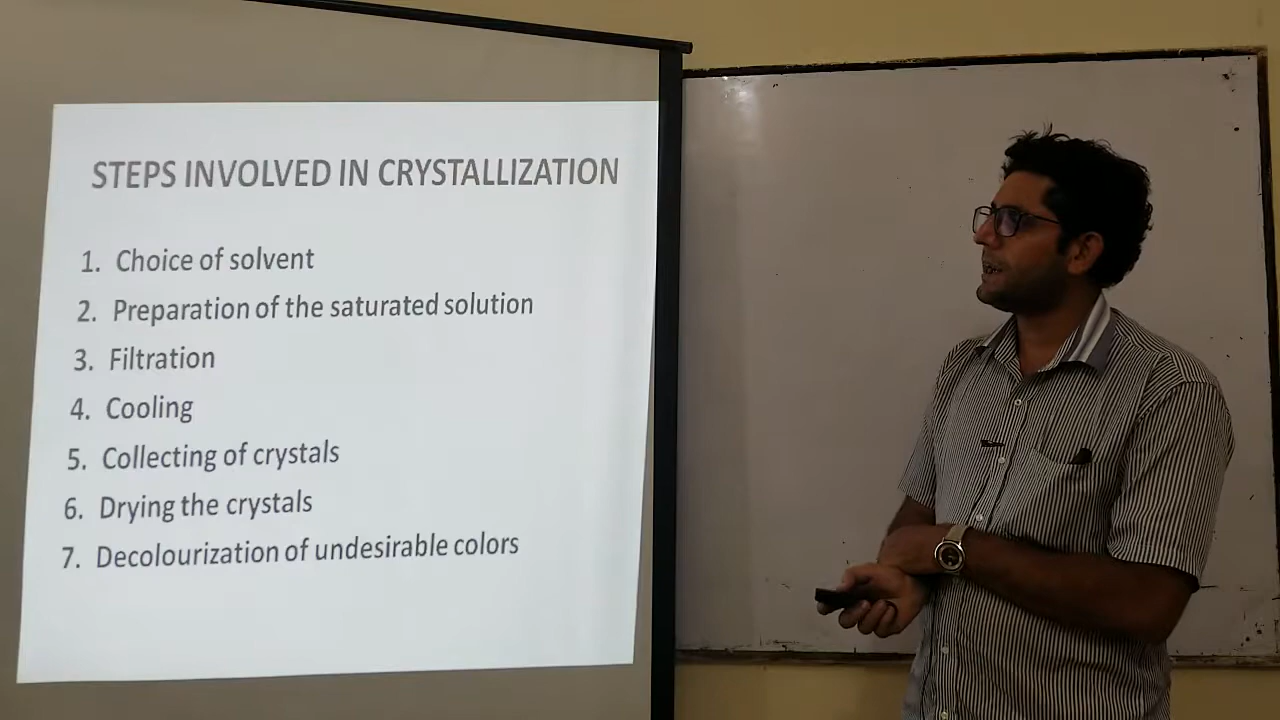 STEPS INVOLVED IN CRYSTALLIZATION
1. Choice of solvent
2. Preparation of the saturated solution
3. Filtration
4. Cooling
5. Collecting of crystals
6. Drying the crystals
7. Decolourization of undesirable colors